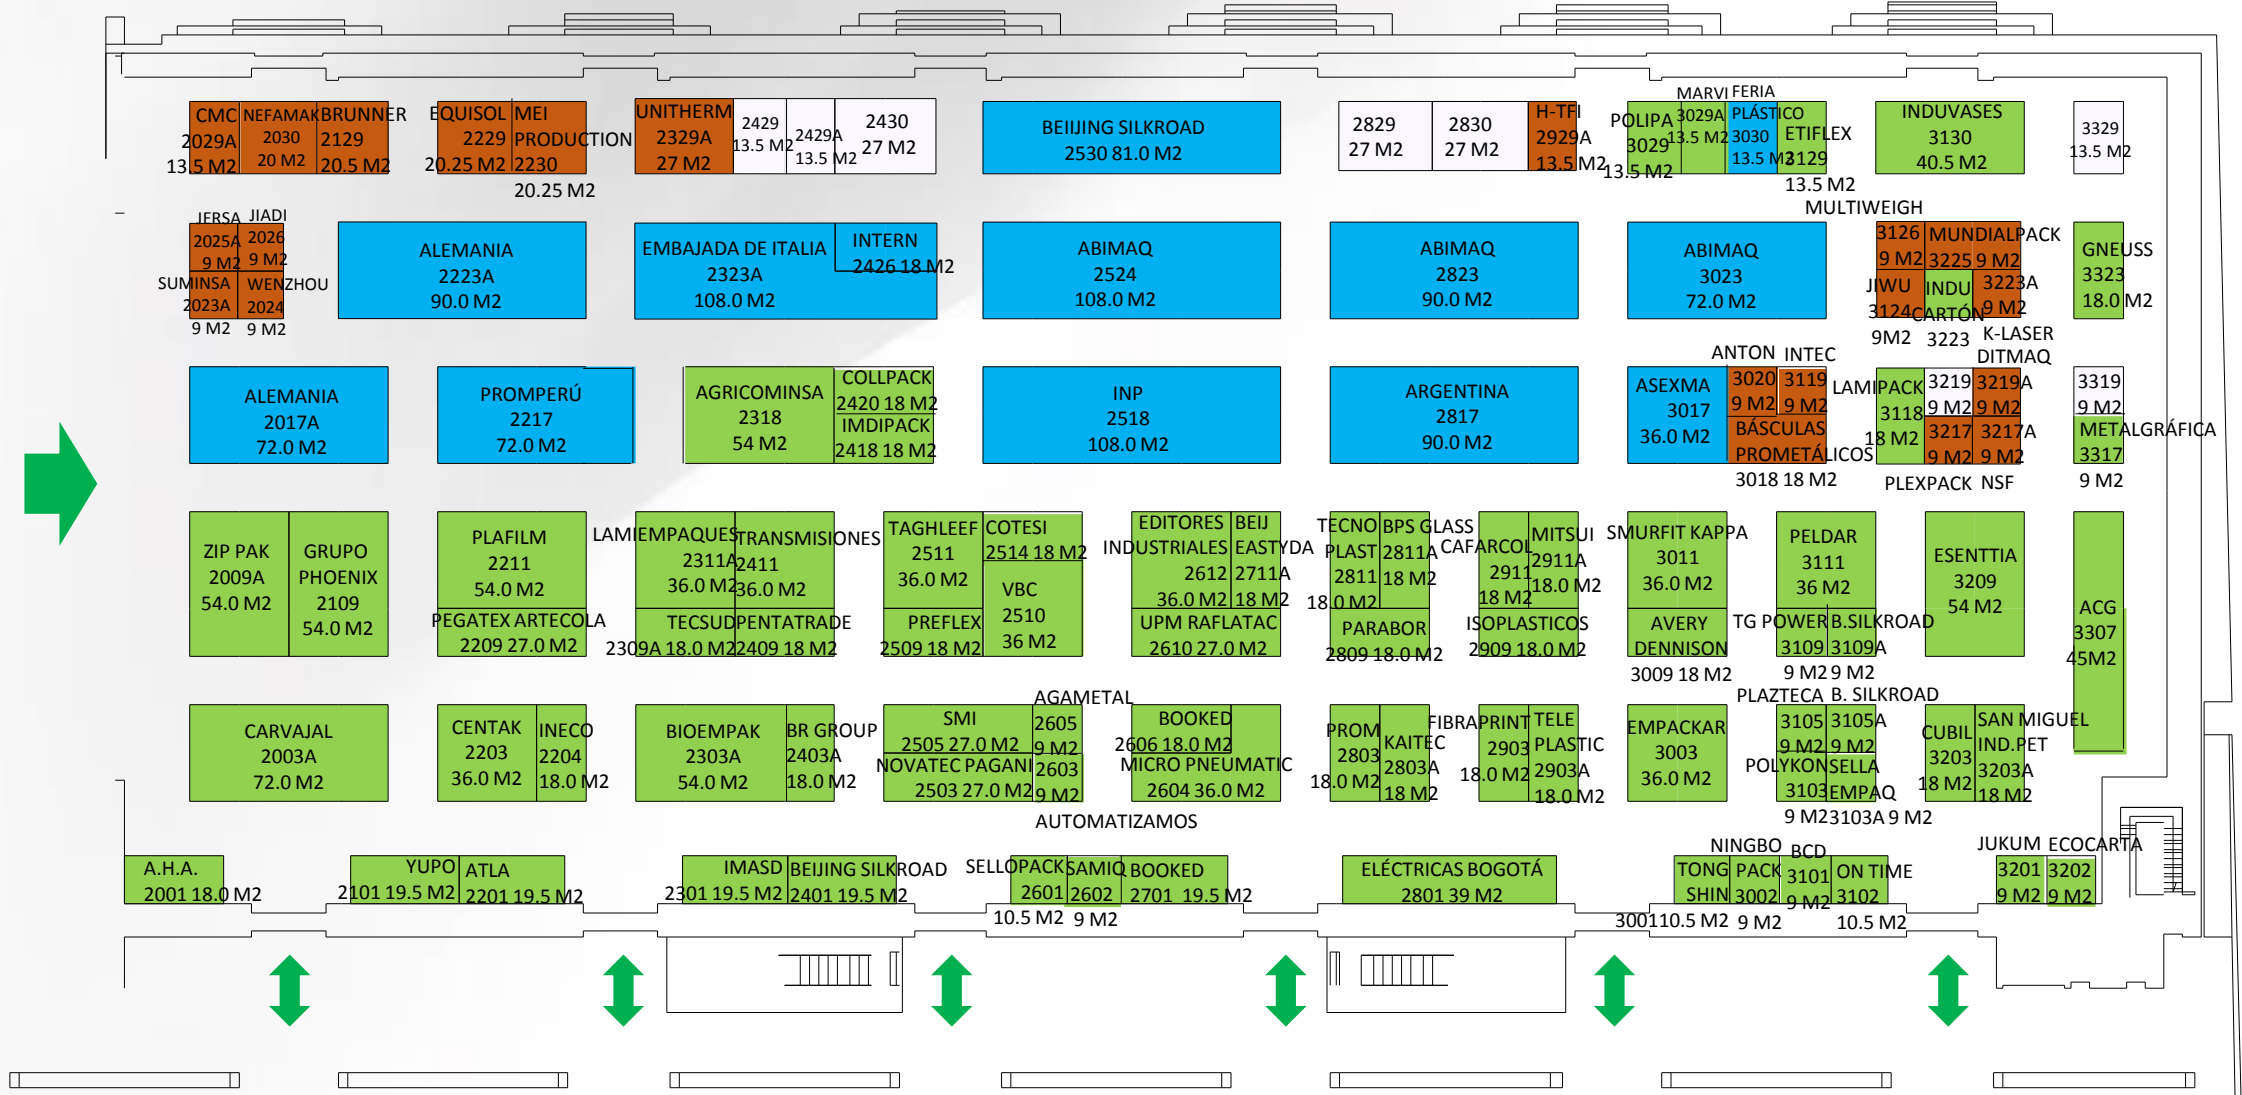 CMC
2029A
13.5 M2
NEFAMAK
2030
20 M2
BRUNNER
2129
20.5 M2
EQUISOL
2229
20.25 M2
MEI
PRODUCTION
2230
20.25 M2
UNITHERM
2329A
27 M2
2429
13.5 M2
2429A
13.5 M2
2430
27 M2
BEIIJING SILKROAD
2530 81.0 M2
2829
27 M2
2830
27 M2
H-TFI
2929A
13.5 M2
POLIPA
3029
13.5 M2
MARVI
3029A
13.5 M2
FERIA
PLÁSTICO
3030
13.5 M2
ETIFLEX
3129
13.5 M2
INDUVASES
3130
40.5 M2
3329
13.5 M2
JERSA
2025A
9 M2
JIADI
2026
9 M2
SUMINSA
2023A
9 M2
WENZHOU
2024
9 M2
ALEMANIA
2223A
90.0 M2
EMBAJADA DE ITALIA
2323A
108.0 M2
INTERN
2426 18 M2
ABIMAQ
2524
108.0 M2
ABIMAQ
2823
90.0 M2
ABIMAQ
3023
72.0 M2
MULTIWEIGH
3126
9 M2
MUNDIALPACK
3225 9 M2
JIWU
3124
9M2
INDU
CARTÓN
3223
3223A
9 M2
K-LASER
GNEUSS
3323
18.0 M2
ALEMANIA
2017A
72.0 M2
PROMPERÚ
2217
72.0 M2
AGRICOMINSA
2318
54 M2
COLLPACK
2420 18 M2
IMDIPACK
2418 18 M2
INP
2518
108.0 M2
ARGENTINA
2817
90.0 M2
ASEXMA
3017
36.0 M2
ANTON
3020
9 M2
INTEC
3119
9 M2
BÁSCULAS
PROMETÁLICOS
3018 18 M2
LAMIPACK
3118
18 M2
3219
9 M2
DITMAQ
3219A
9 M2
3217
9 M2
PLEXPACK
3217A
9 M2
NSF
3319
9 M2
METALGRÁFICA
3317
9 M2
ZIP PAK
2009A
54.0 M2
GRUPO
PHOENIX
2109
54.0 M2
PLAFILM
2211
54.0 M2
PEGATEX ARTECOLA
2209 27.0 M2
LAMIEMPAQUES
2311A
36.0 M2
TRANSMISIONES
2411
36.0 M2
TECSUD
2309A 18.0 M2
PENTATRADE
2409 18 M2
TAGHLEEF
2511
36.0 M2
COTESI
2514 18 M2
VBC
2510
36 M2
PREFLEX
2509 18 M2
EDITORES
INDUSTRIALES
2612
36.0 M2
BEIJ
EASTYDA
2711A
18 M2
UPM RAFLATAC
2610 27.0 M2
TECNO
PLAST
2811
18.0 M2
BPS GLASS
2811A
18 M2
PARABOR
2809 18.0 M2
CAFARCOL
2911
18 M2
MITSUI
2911A
18.0 M2
ISOPLASTICOS
2909 18.0 M2
SMURFIT KAPPA
3011
36.0 M2
AVERY
DENNISON
3009 18 M2
PELDAR
3111
36 M2
TG POWER
3109
9 M2
B.SILKROAD
3109A
9 M2
ESENTTIA
3209
54 M2
ACG
3307
45M2
CARVAJAL
2003A
72.0 M2
CENTAK
2203
36.0 M2
INECO
2204
18.0 M2
BIOEMPAK
2303A
54.0 M2
BR GROUP
2403A
18.0 M2
SMI
2505 27.0 M2
AGAMETAL
2605
9 M2
NOVATEC PAGANI
2503 27.0 M2
2603
9 M2
AUTOMATIZAMOS
BOOKED
2606 18.0 M2
MICRO PNEUMATIC
2604 36.0 M2
PROM
2803
18.0 M2
KAITEC
2803A
18 M2
FIBRAPRINT
2903
18.0 M2
TELE
PLASTIC
2903A
18.0 M2
EMPACKAR
3003
36.0 M2
PLAZTECA
3105
9 M2
B. SILKROAD
3105A
9 M2
POLYKON
3103
9 M2
SELLA
EMPAQ
3103A 9 M2
CUBIL
3203
18 M2
SAN MIGUEL
IND.PET
3203A
18 M2
A.H.A.
2001 18.0 M2
YUPO
2101 19.5 M2
ATLA
2201 19.5 M2
IMASD
2301 19.5 M2
BEIJING SILKROAD
2401 19.5 M2
SELLOPACK
2601
10.5 M2
SAMIQ
2602
9 M2
BOOKED
2701 19.5 M2
ELÉCTRICAS BOGOTÁ
2801 39 M2
TONG
SHIN
300110.5 M2
NINGBO
PACK
3002
9 M2
BCD
3101
9 M2
ON TIME
3102
10.5 M2
JUKUM
3201
9 M2
ECOCARTA
3202
9 M2